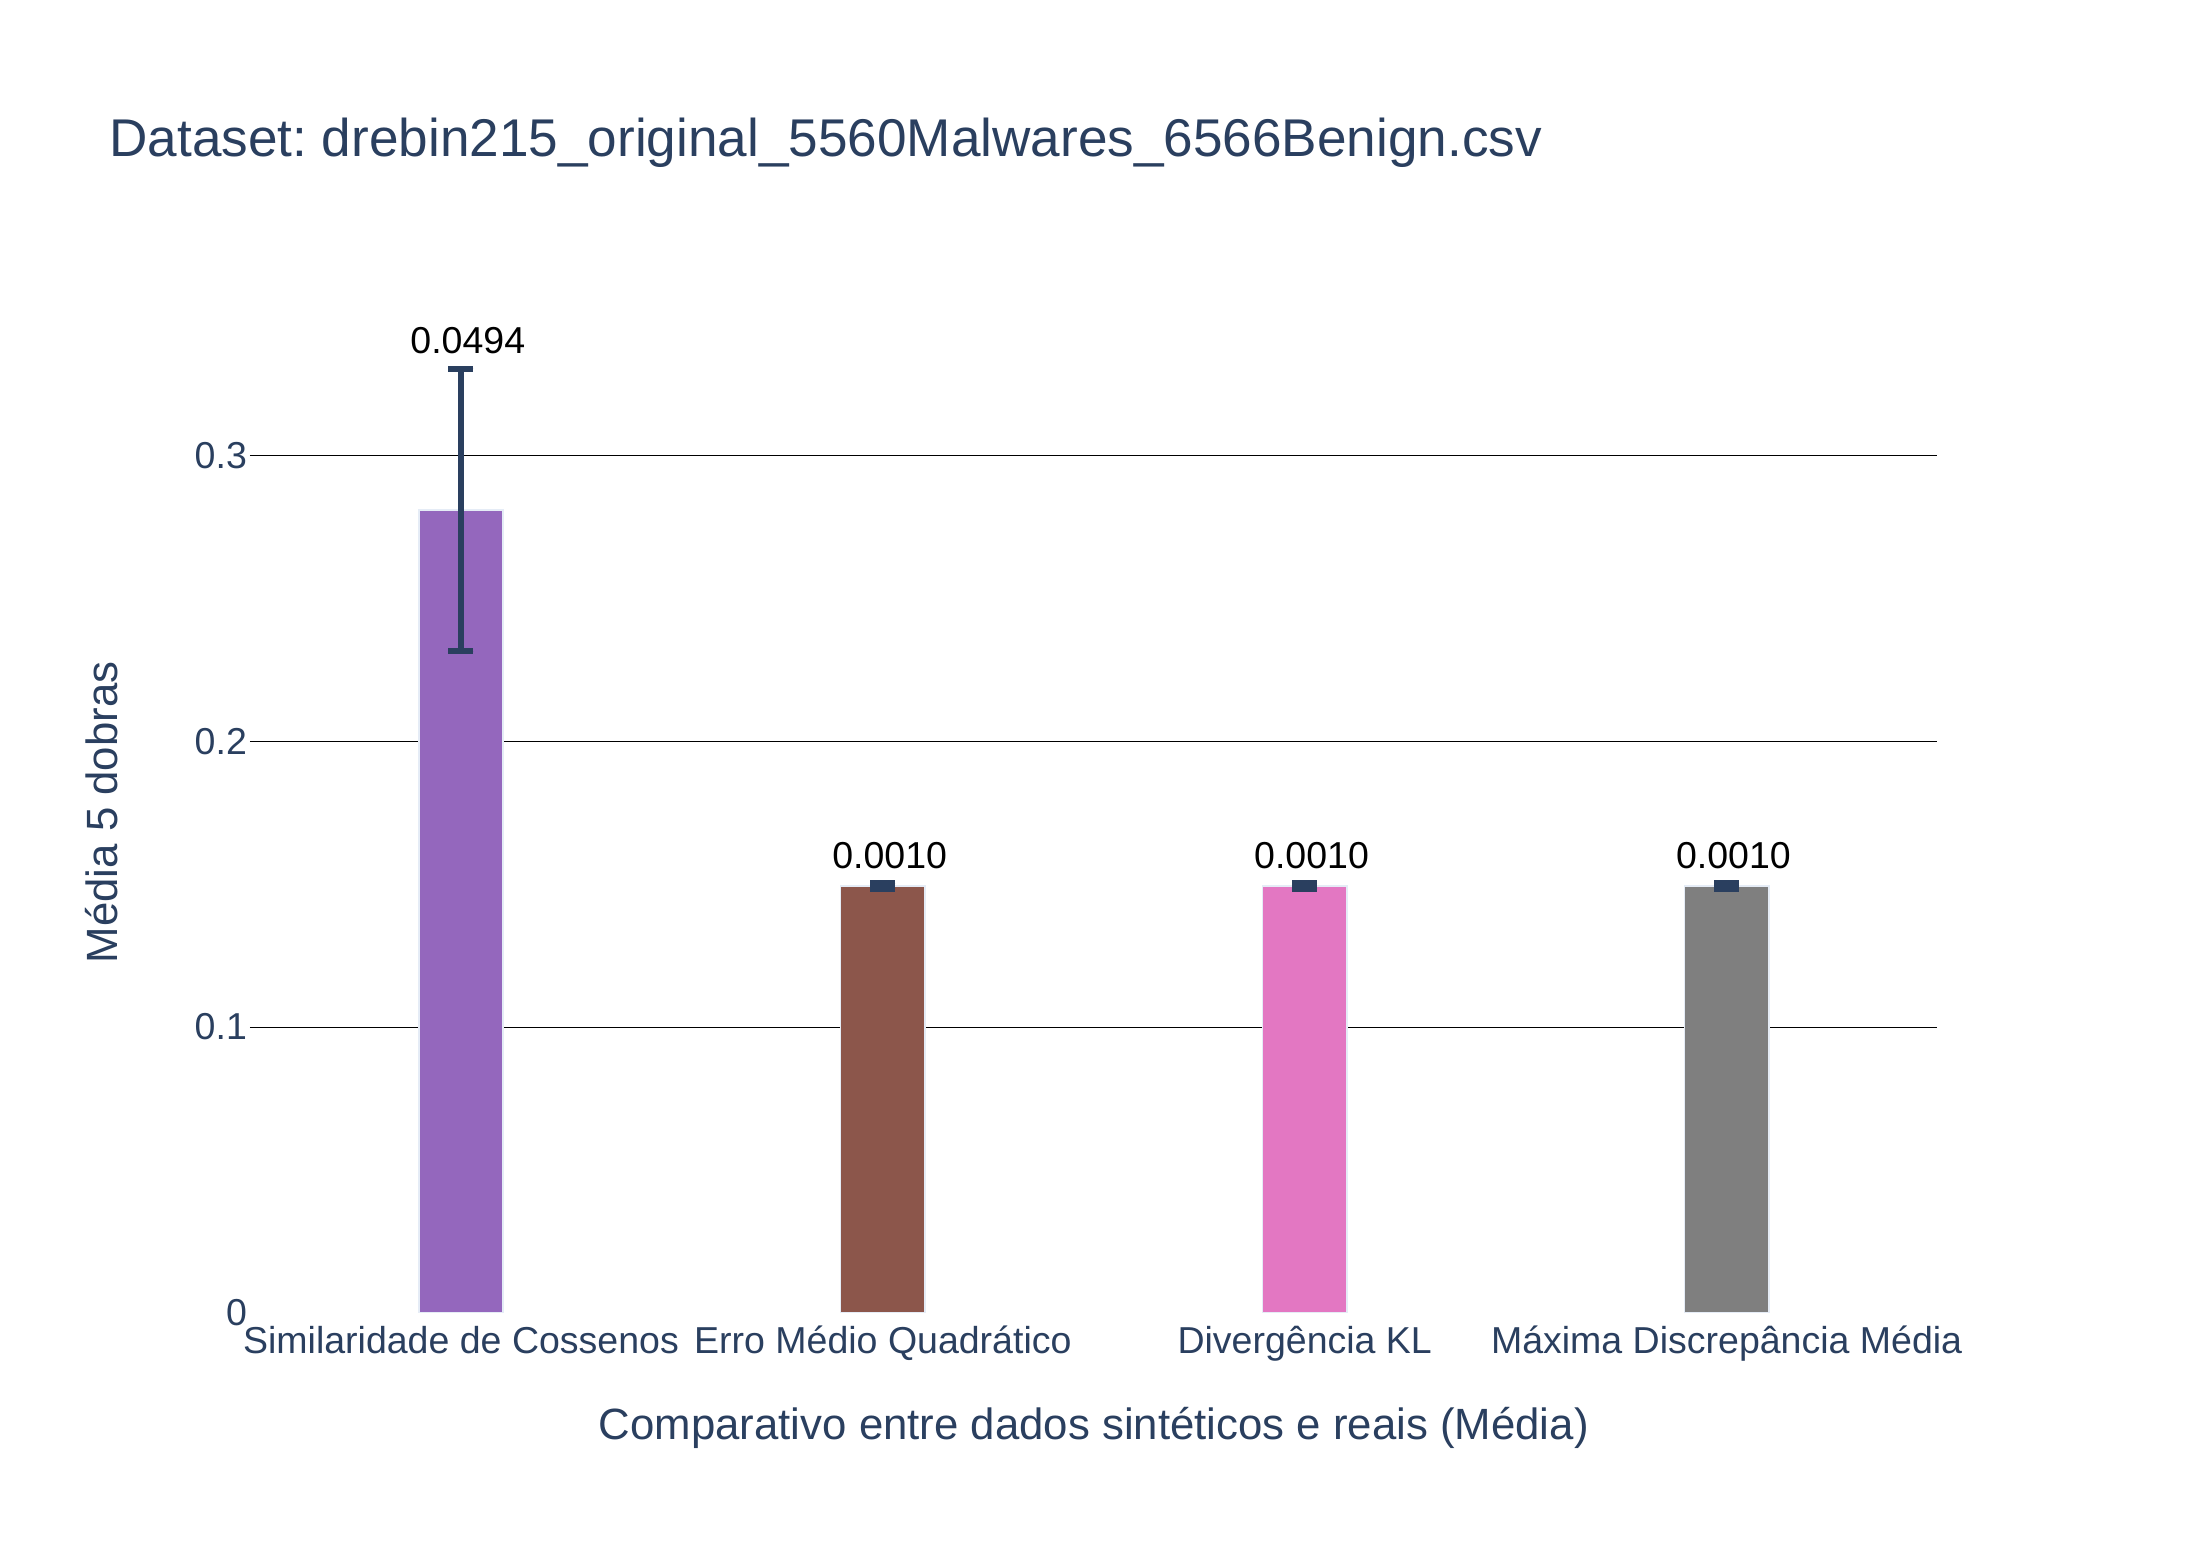 Dataset: drebin215_original_5560Malwares_6566Benign.csv
0.0494
0.3
0.2
0.0010 0.0010 0.0010
0.1
0
Média 5 dobras
Similaridade de Cossenos Erro Médio Quadrático Divergência KL Máxima Discrepância Média
Comparativo entre dados sintéticos e reais (Média)